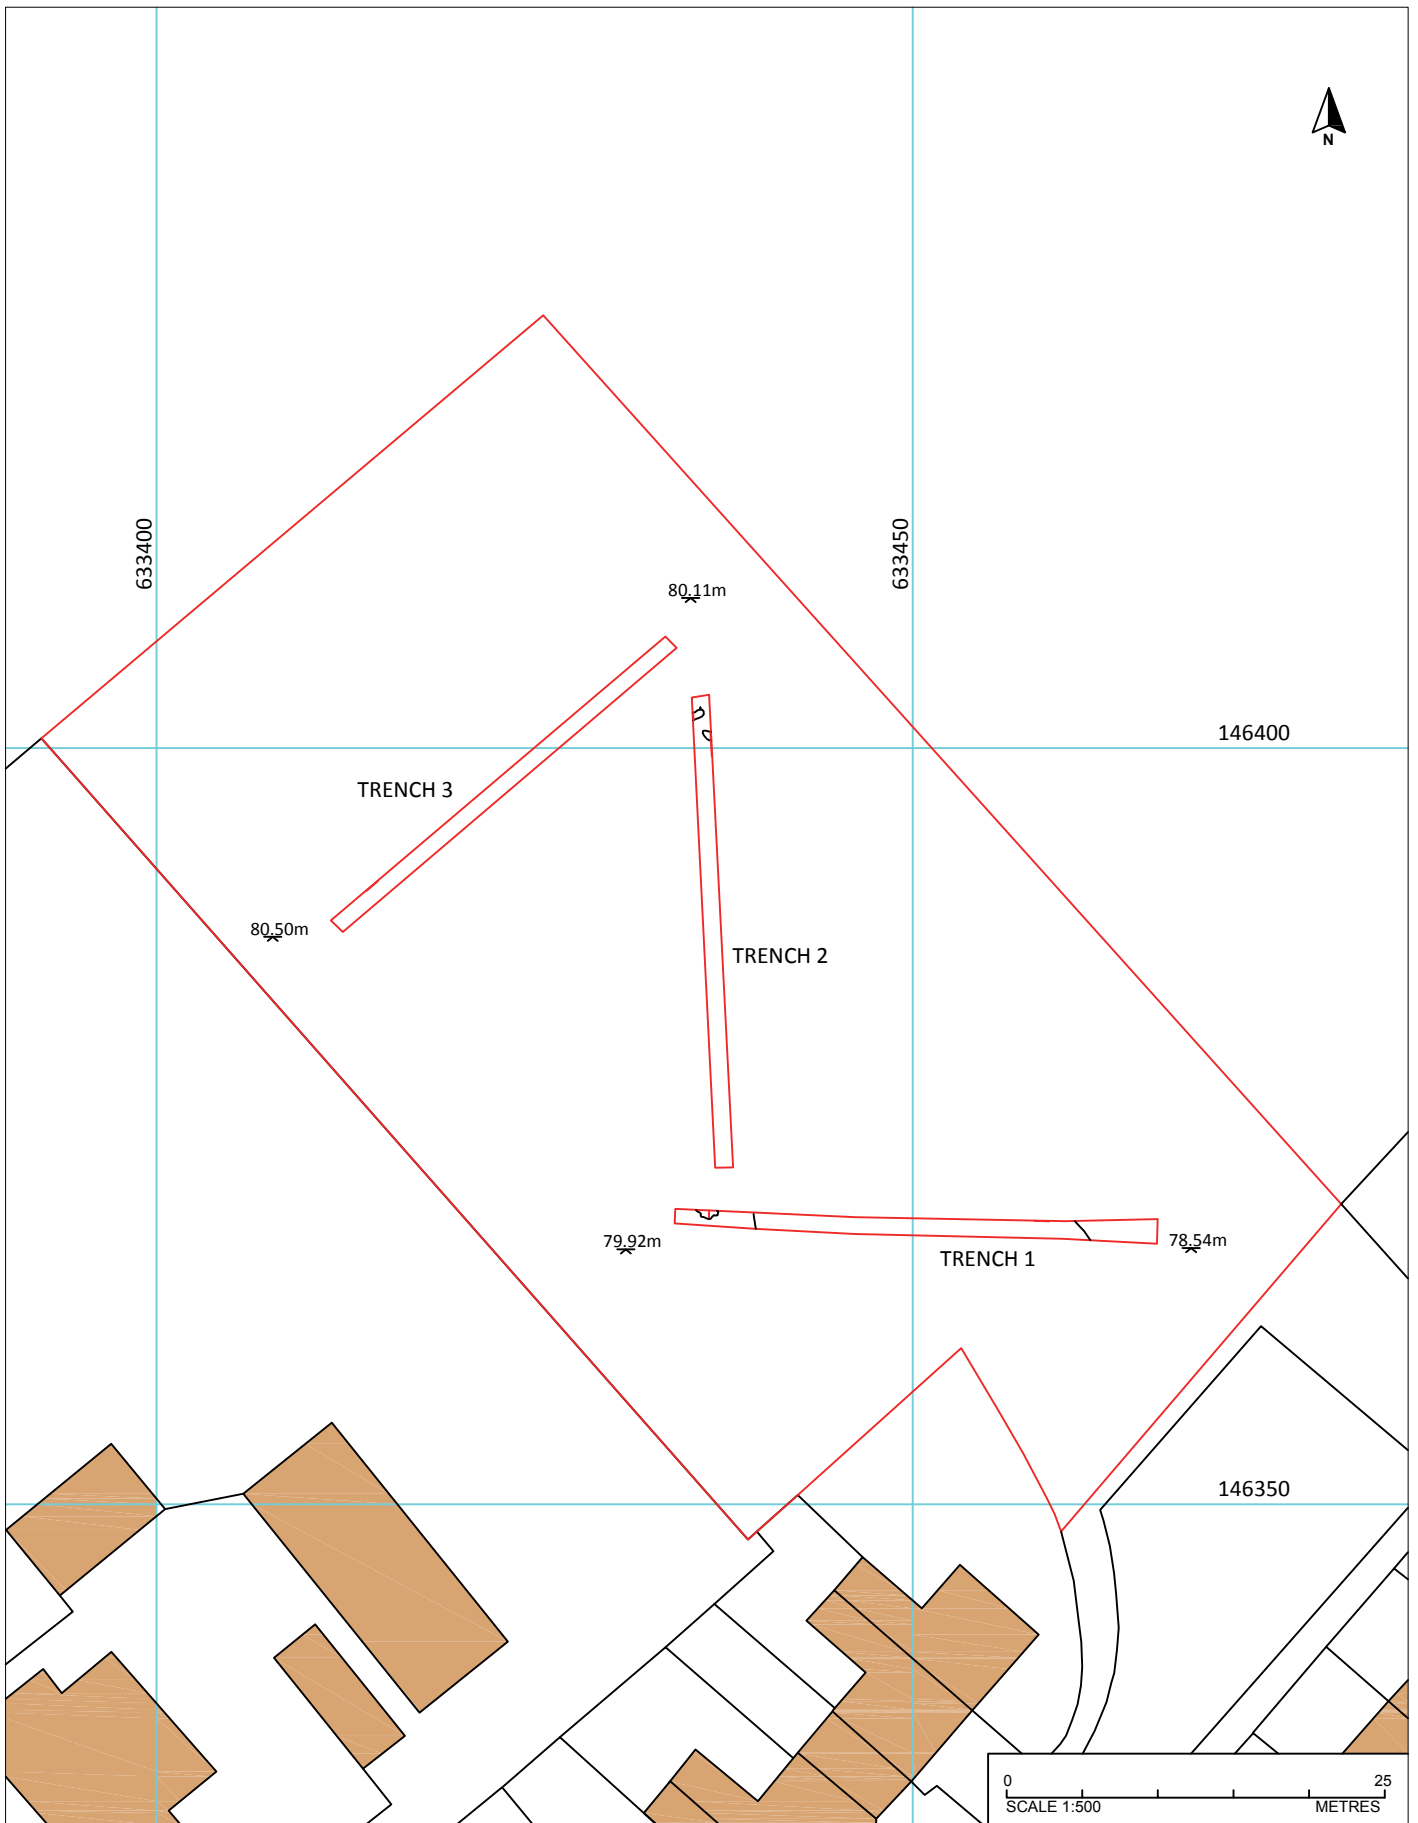 N
633400
633450
80.11m
146400
TRENCH 3
80.50m
TRENCH 2
79.92m
78.54m
TRENCH 1
146350
0 25
SCALE 1:500 METRES